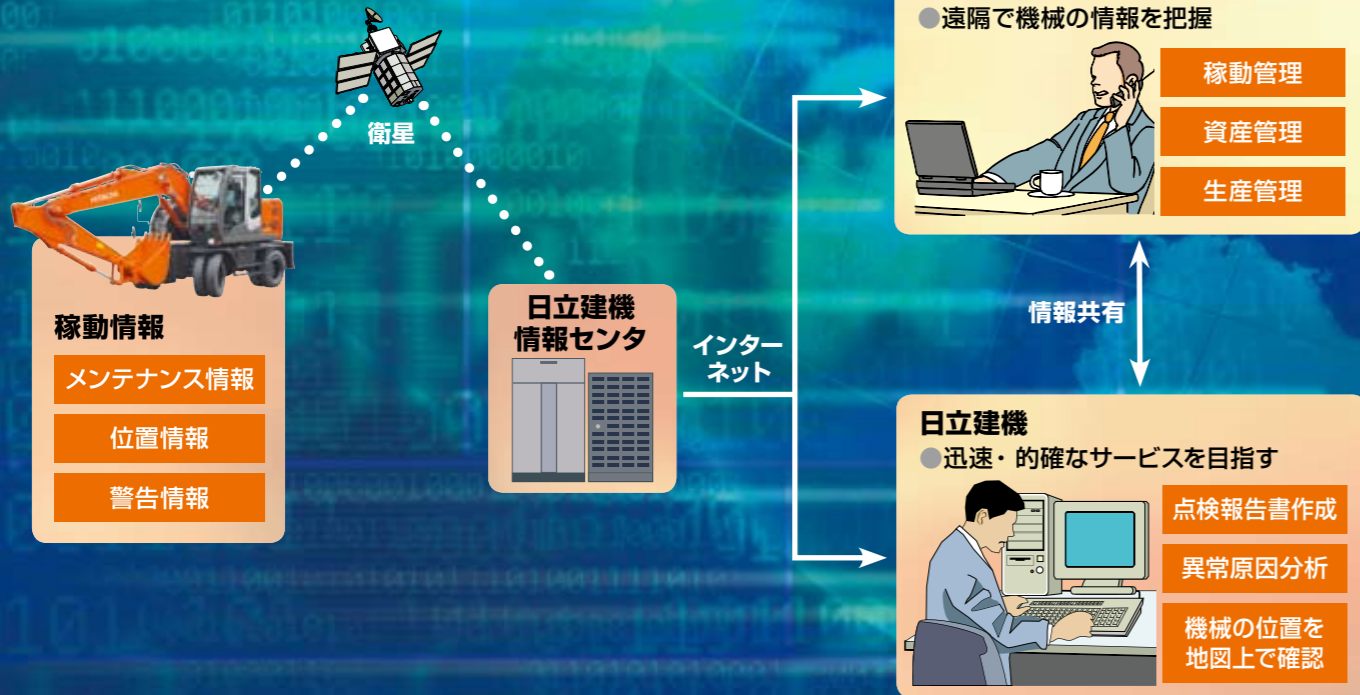 ●遠隔で機械の情報を把握
稼動管理
資産管理
生産管理
衛星
HITACHI
稼動情報
メンテナンス情報
位置情報
警告情報
日立建機
情報センタ
インター
ネット
情報共有
日立建機
●迅速・的確なサービスを目指す
点検報告書作成
異常原因分析
機械の位置を
地図上で確認